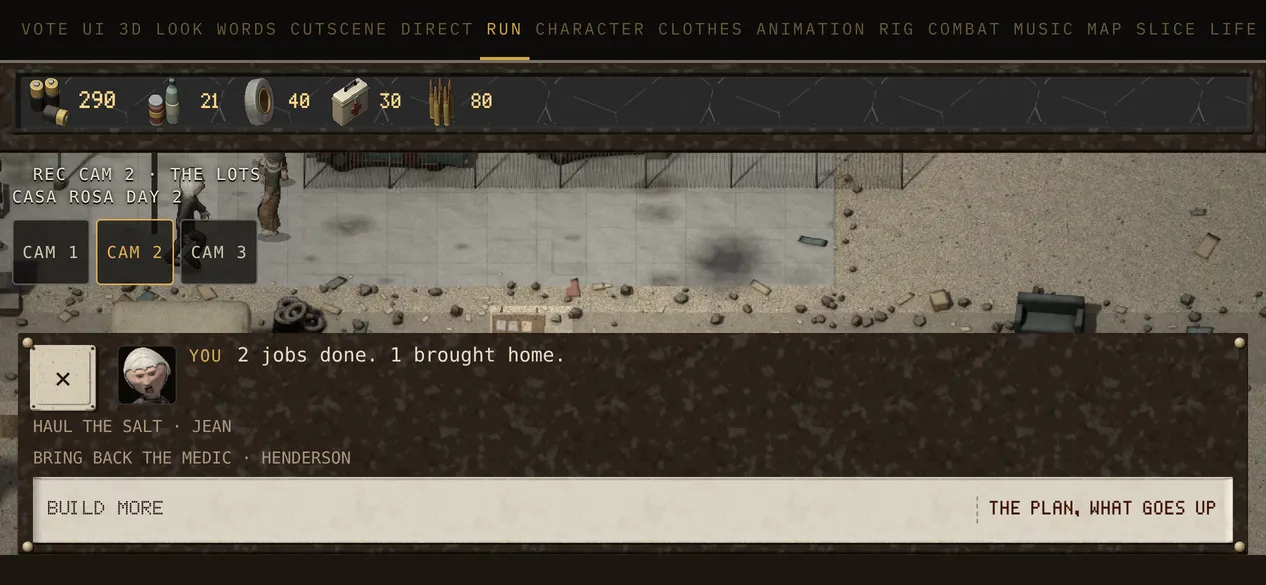 VOTE UI 3D LOOK WORDS CUTSCENE DIRECT RUN CHARACTER CLOTHES ANIMATION RIG COMBAT MUSIC MAP SLICE LIFE
290 21 40 30 80
REC CAM 2 · THE LOTS
CASA ROSA DAY 2
CAM 1 CAM 2 CAM 3
× YOU 2 jobs done. 1 brought home.
HAUL THE SALT · JEAN
BRING BACK THE MEDIC · HENDERSON
BUILD MORE THE PLAN, WHAT GOES UP